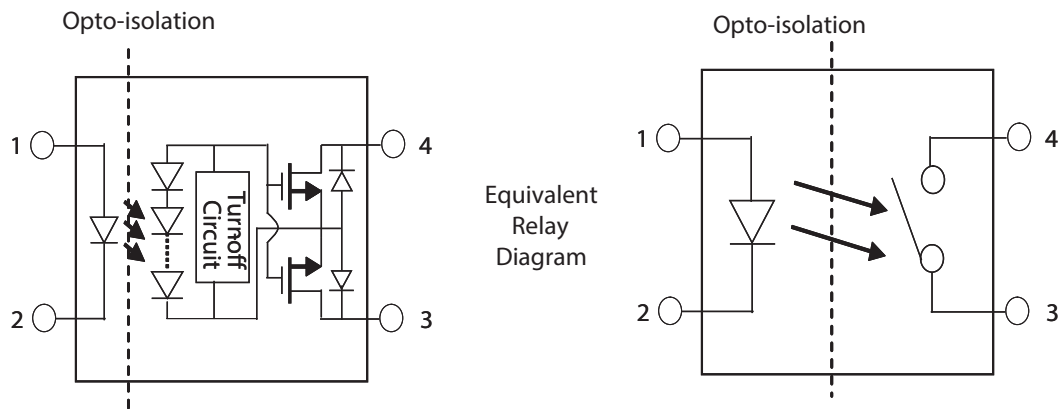 Opto-isolation
1
2
Turnoff
Circuit
4
3
Equivalent
Relay
Diagram
Opto-isolation
1
2
4
3